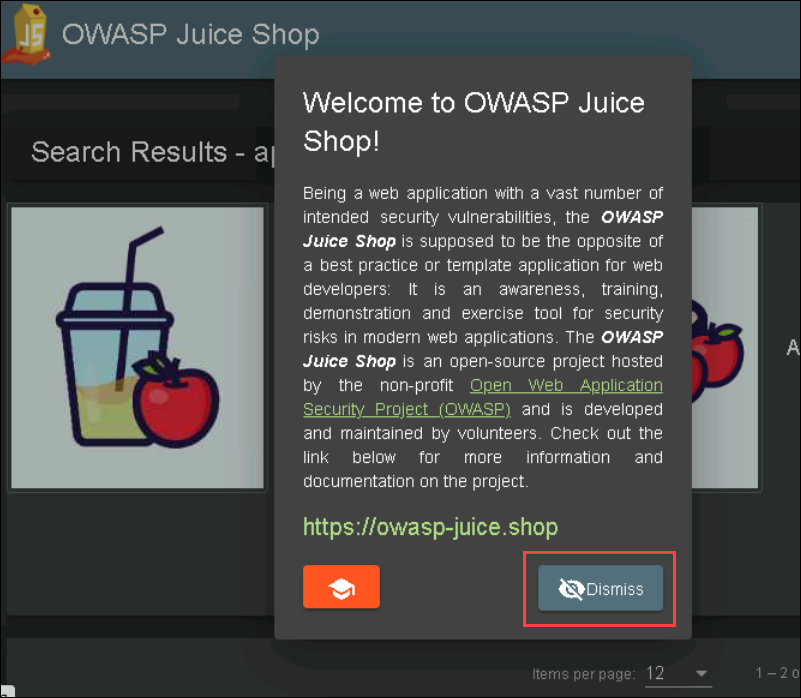 JS OWASP Juice Shop
Search Results -
Welcome to OWASP Juice
Shop!
Being a web application with a vast number of
intended security vulnerabilities, the OWASP
Juice Shop is supposed to be the opposite of
a best practice or template application for web
developers: It is an awareness, training,
demonstration and exercise tool for security
risks in modern web applications. The OWASP
Juice Shop is an open-source project hosted
by the non-profit Open Web Application
Security Project (OWASP) and is developed
and maintained by volunteers. Check out the
link below for more information and
documentation on the project.
https://owasp-juice.shop
Dismiss
Items per page: 12
1 – 2